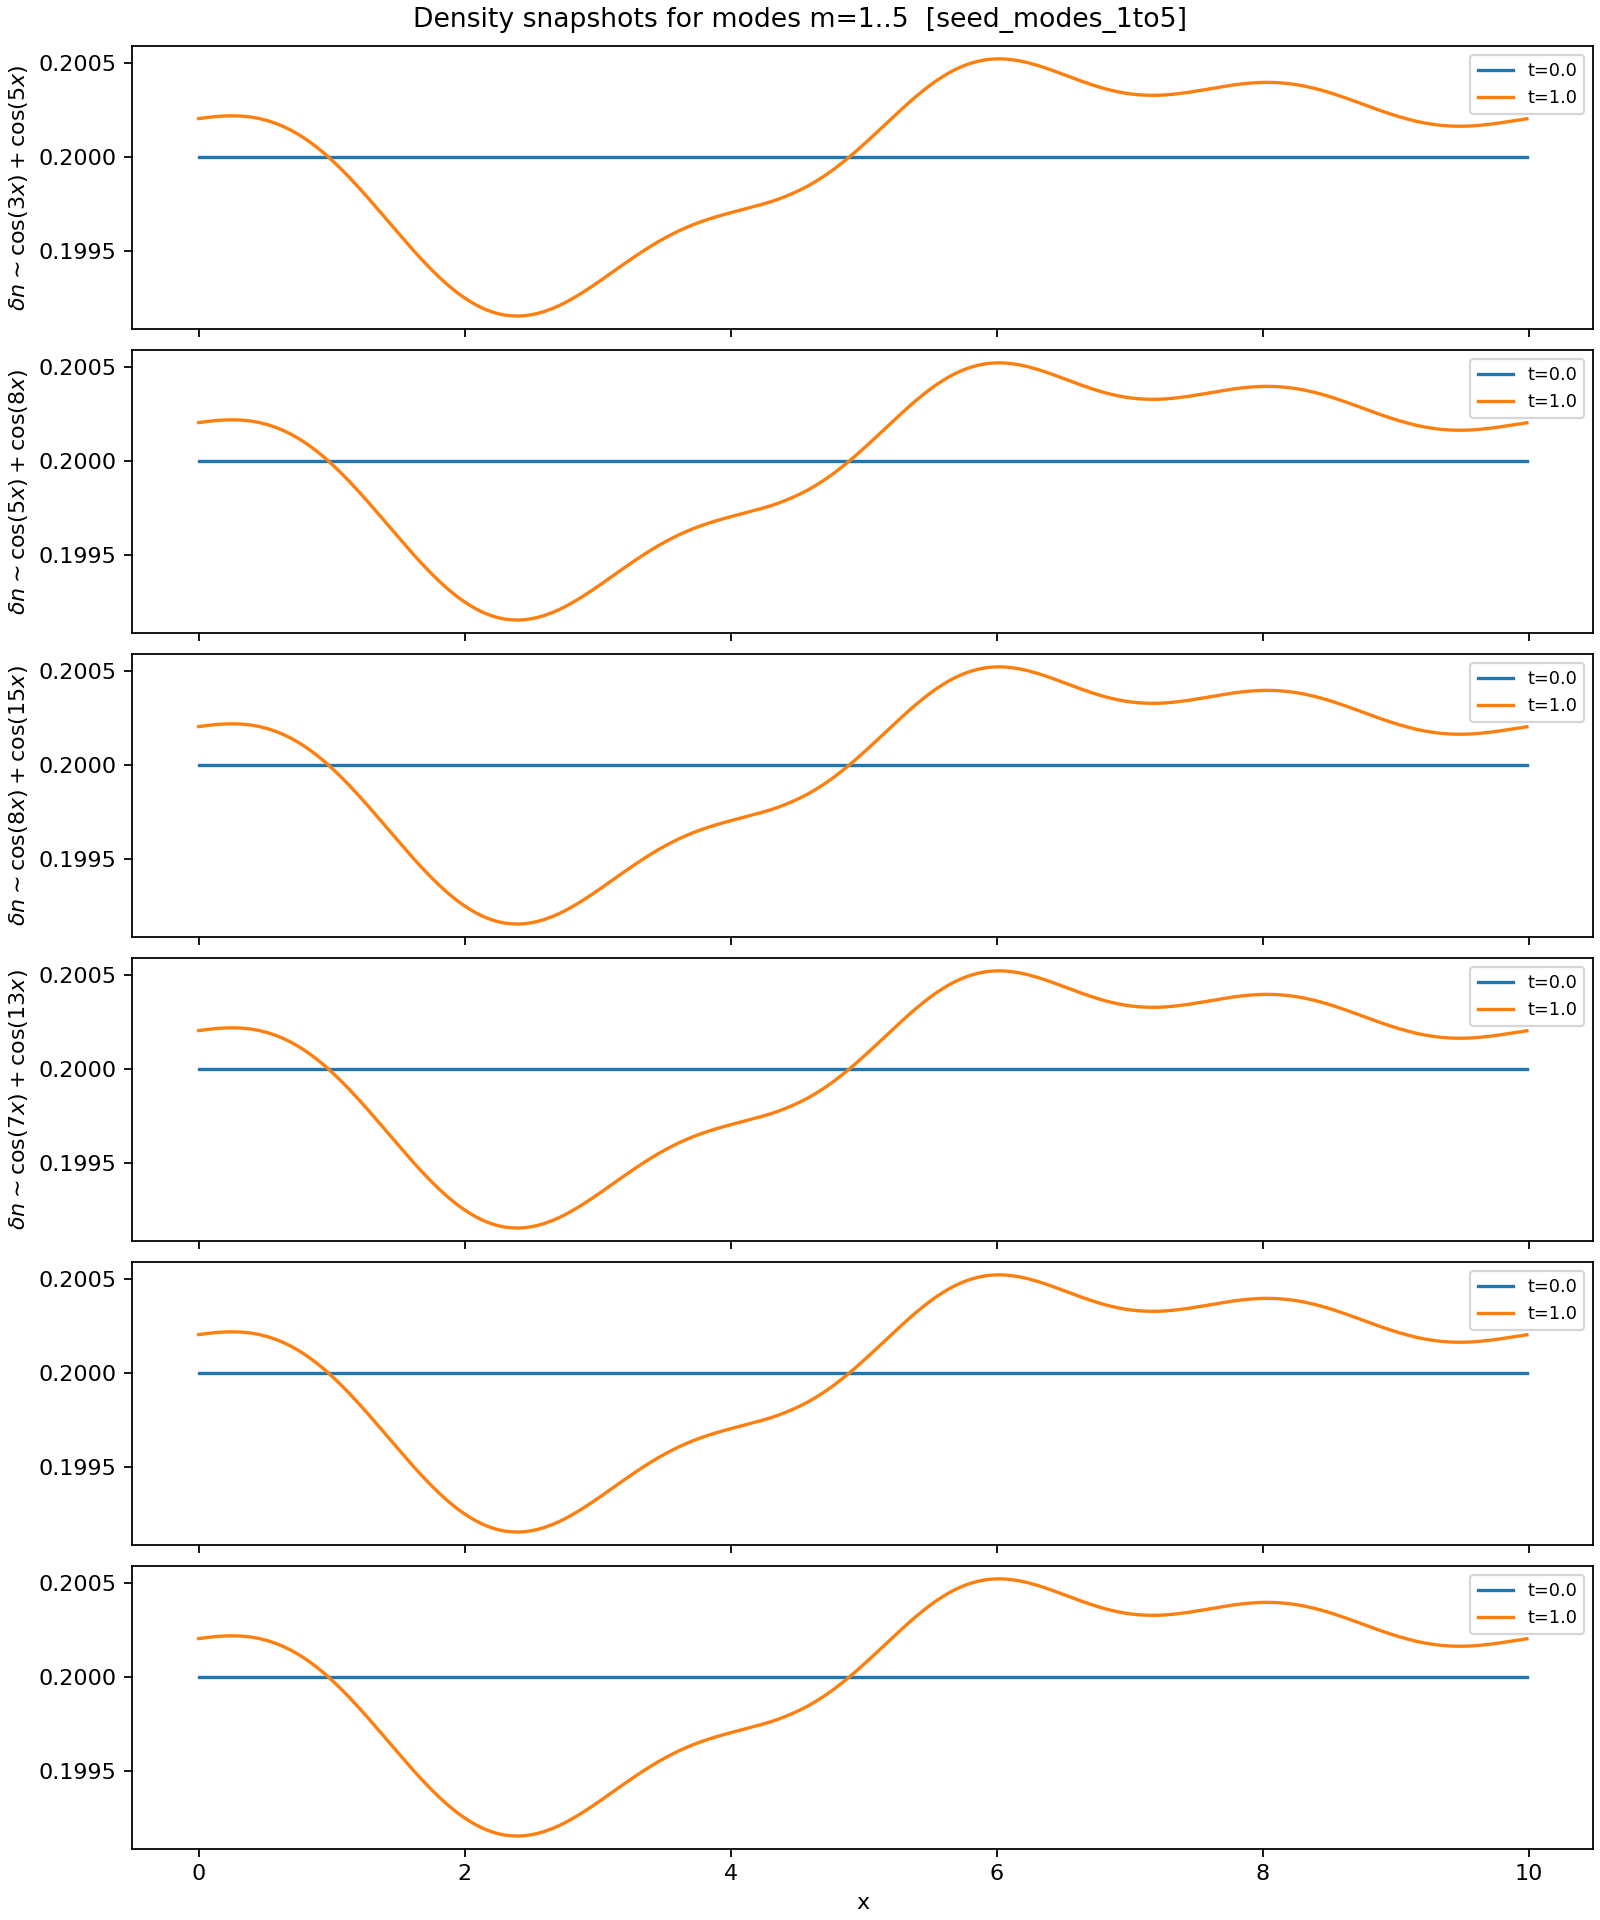 Density snapshots for modes m=1..5 [seed_modes_1to5]
δn ~ cos(3x) + cos(5x)
0.2005
0.2000
0.1995
t=0.0
t=1.0
δn ~ cos(5x) + cos(8x)
0.2005
0.2000
0.1995
t=0.0
t=1.0
δn ~ cos(8x) + cos(15x)
0.2005
0.2000
0.1995
t=0.0
t=1.0
δn ~ cos(7x) + cos(13x)
0.2005
0.2000
0.1995
t=0.0
t=1.0
0.2005
0.2000
0.1995
t=0.0
t=1.0
0.2005
0.2000
0.1995
t=0.0
t=1.0
0 2 4 6 8 10
x